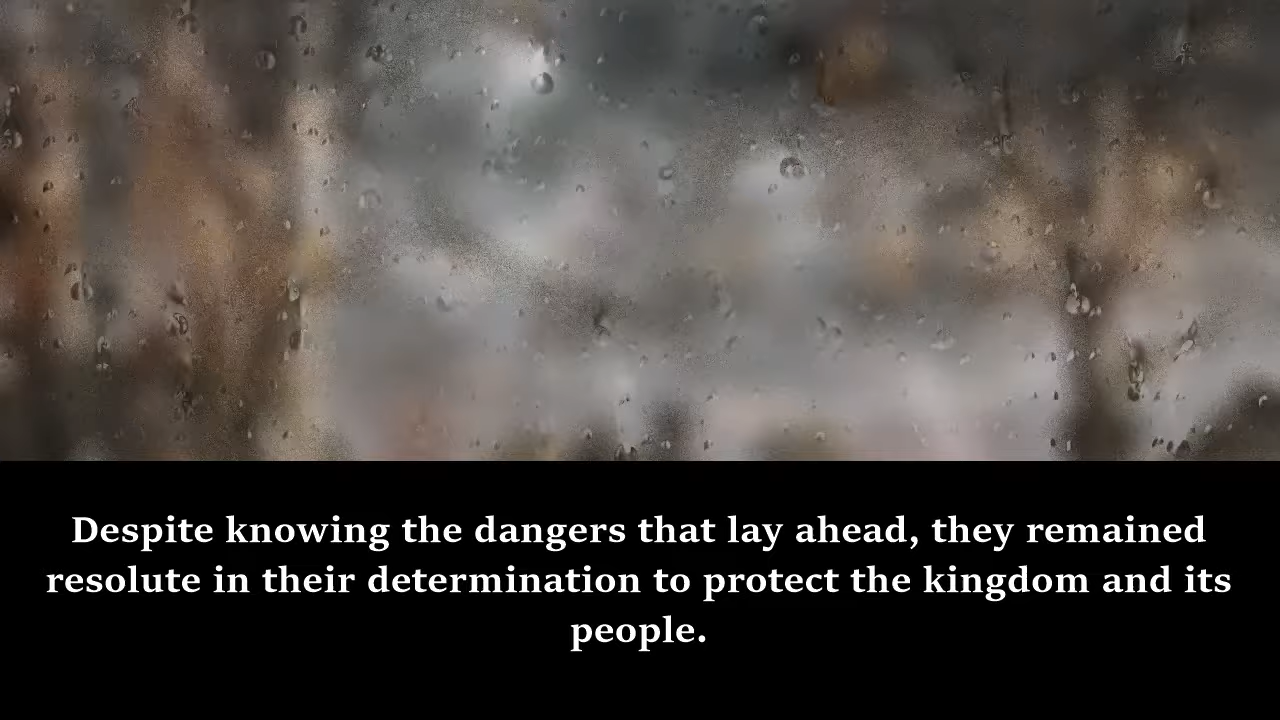 Despite knowing the dangers that lay ahead, they remained
resolute in their determination to protect the kingdom and its
people.